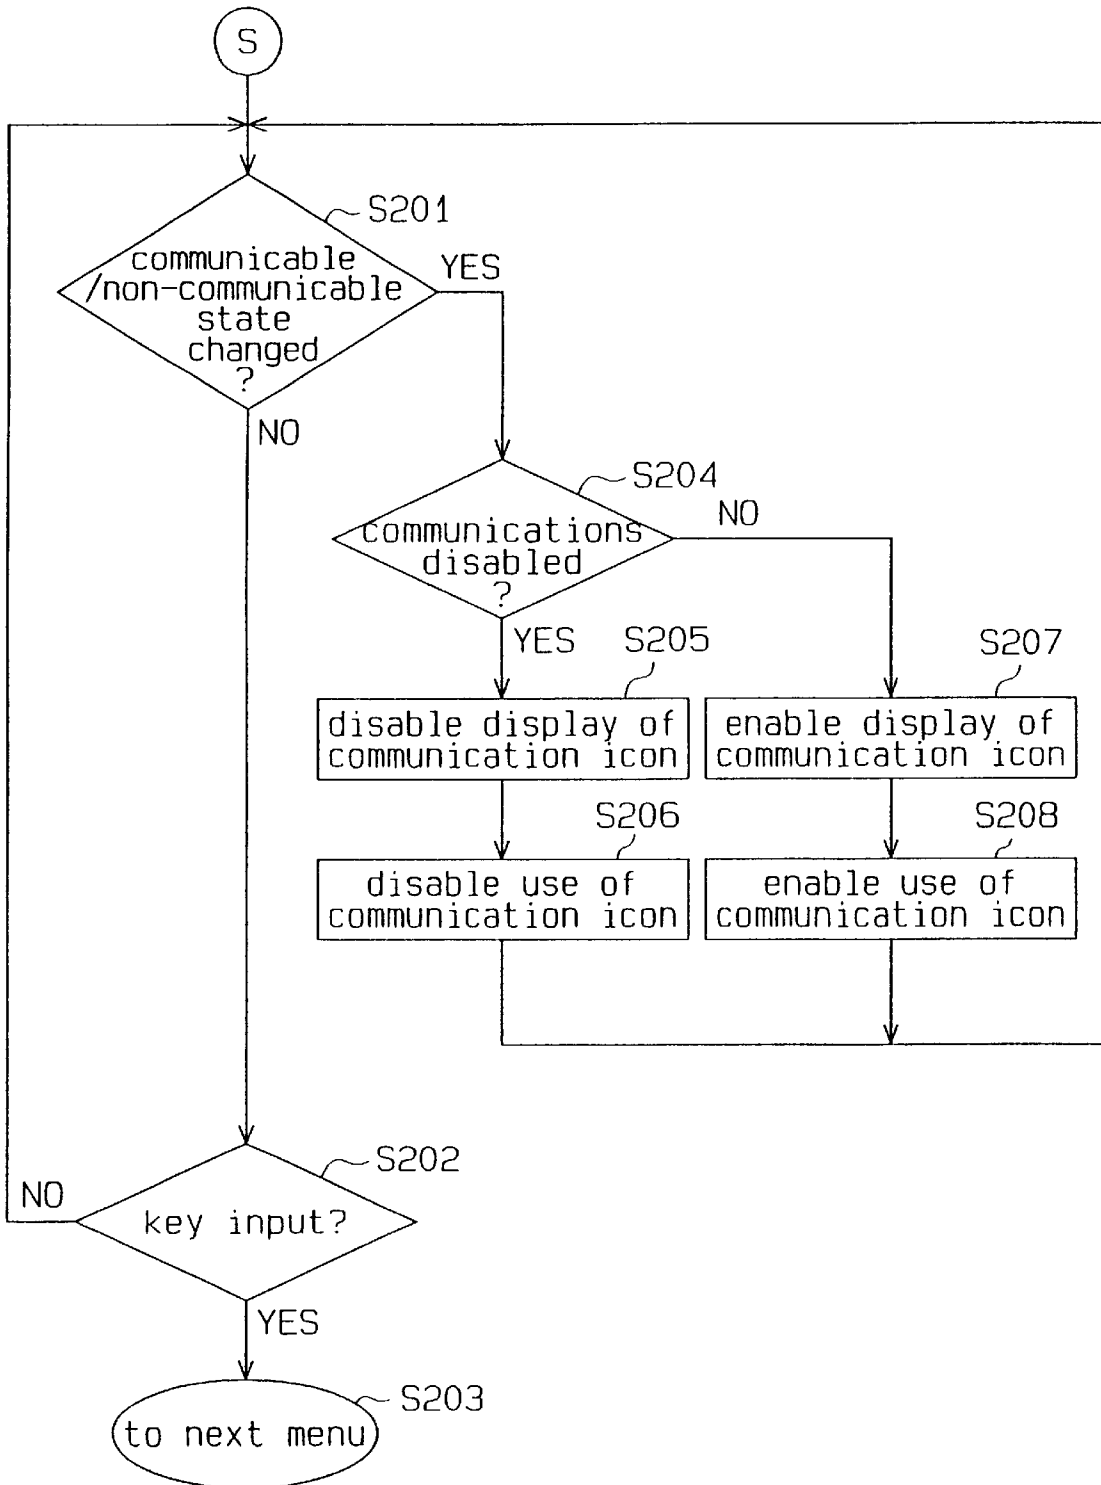 S
S201
communicable
/non-communicable
state
changed
?
YES
NO
S204
communications
disabled
?
NO
YES
S205
disable display of
communication icon
S207
enable display of
communication icon
S206
disable use of
communication icon
S208
enable use of
communication icon
S202
key input?
NO
YES
S203
to next menu